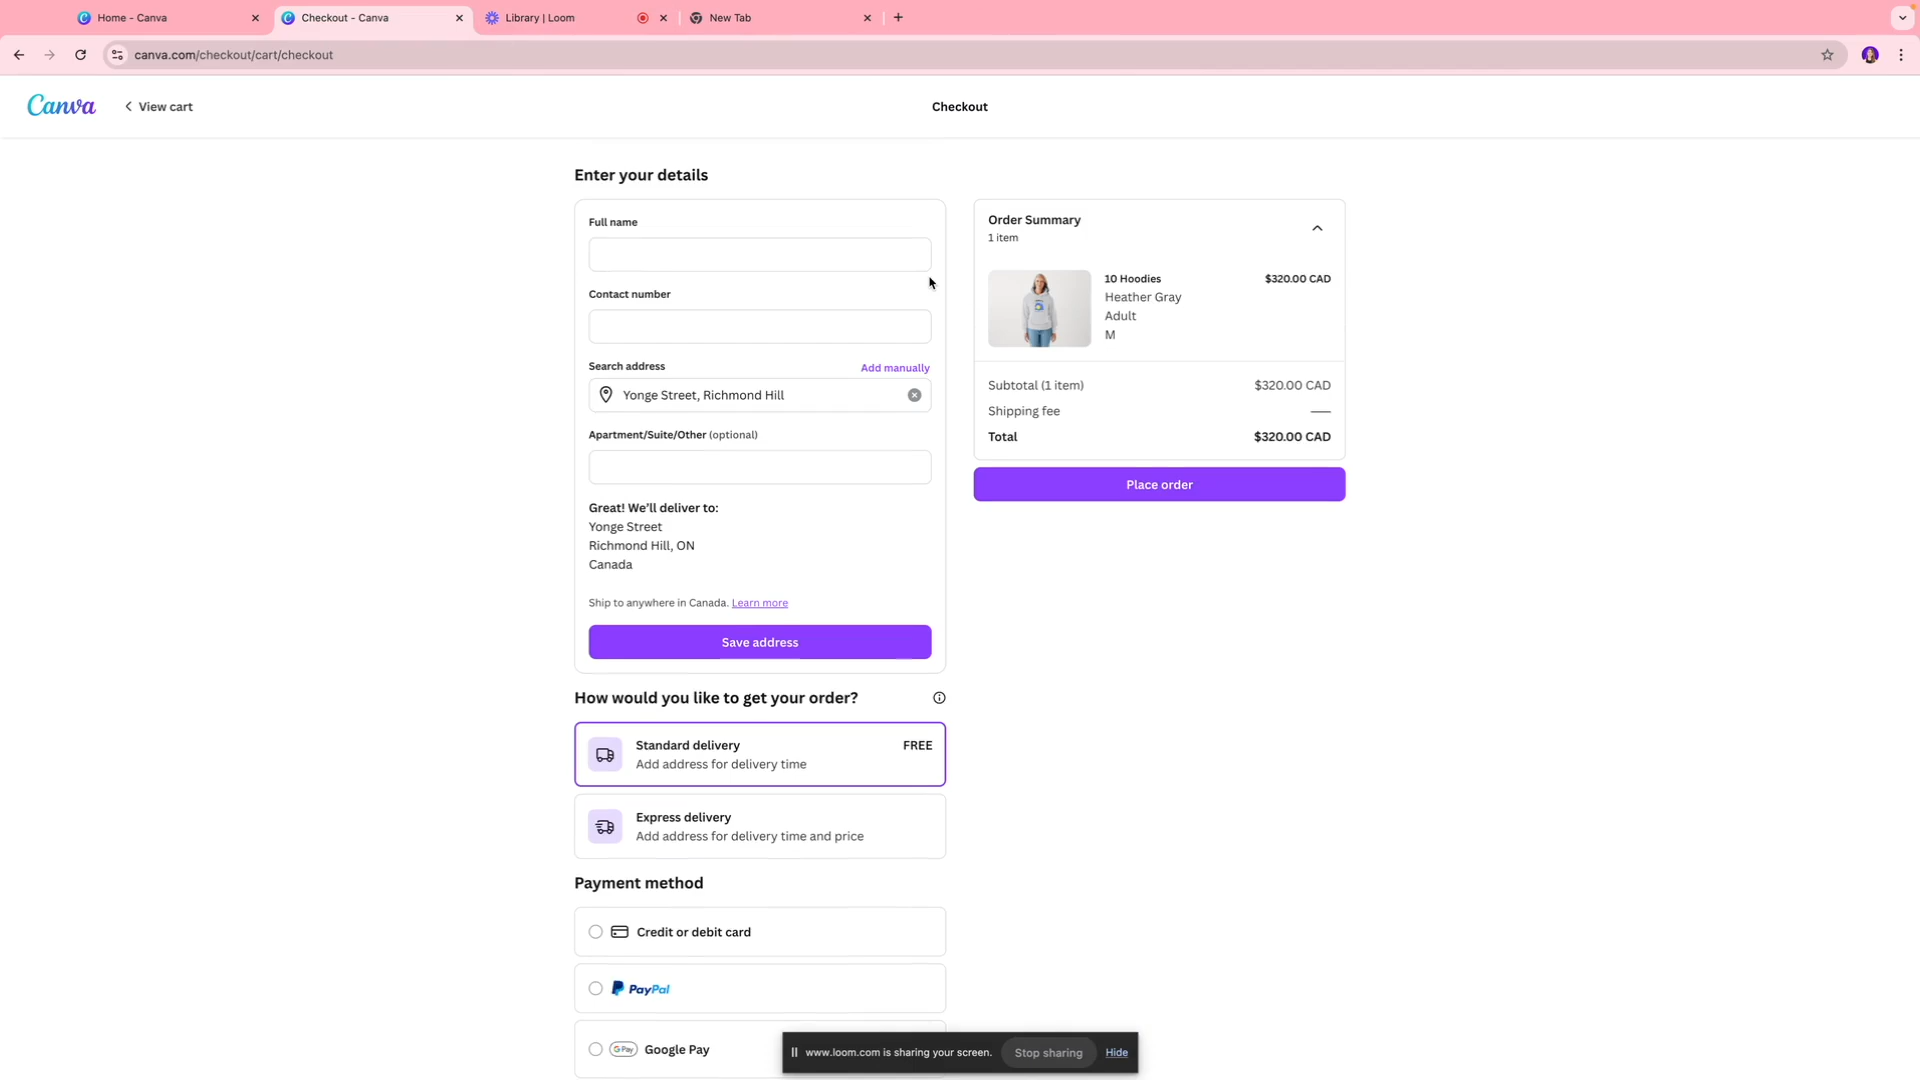 Home - Canva
Checkout - Canva
Library | Loom
New Tab
canva.com/checkout/cart/checkout
Canva
View cart
Checkout
Enter your details
Full name
Contact number
Search address
Add manually
Yonge Street, Richmond Hill
Apartment/Suite/Other (optional)
Great! We'll deliver to:
Yonge Street
Richmond Hill, ON
Canada
Ship to anywhere in Canada. Learn more
Save address
How would you like to get your order?
Standard delivery
FREE
Add address for delivery time
Express delivery
Add address for delivery time and price
Payment method
Credit or debit card
PayPal
G Pay
Google Pay
Order Summary
1 item
10 Hoodies
$320.00 CAD
Heather Gray
Adult
M
Subtotal (1 item)
$320.00 CAD
Shipping fee
Total
$320.00 CAD
Place order
www.loom.com is sharing your screen.
Stop sharing
Hide